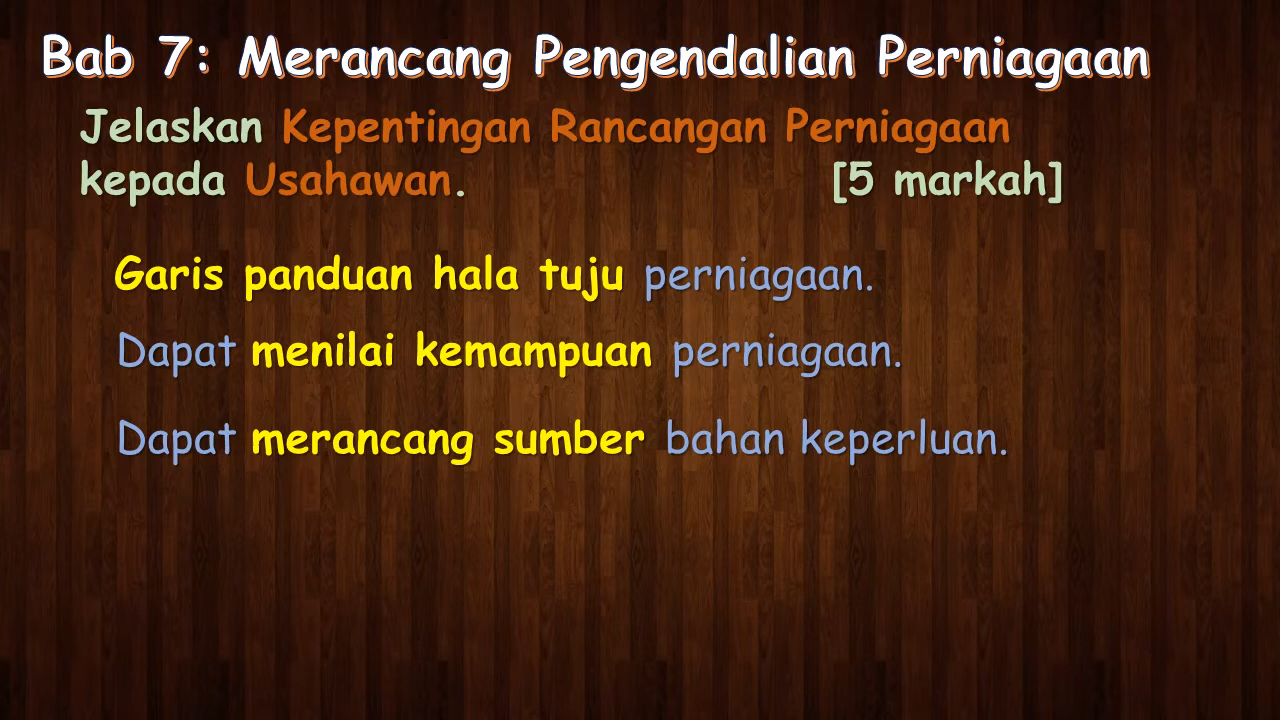 Bab 7: Merancang Pengendalian Perniagaan
Jelaskan Kepentingan Rancangan Perniagaan
kepada Usahawan. [5 markah]
Garis panduan hala tuju perniagaan.
Dapat menilai kemampuan perniagaan.
Dapat merancang sumber bahan keperluan.